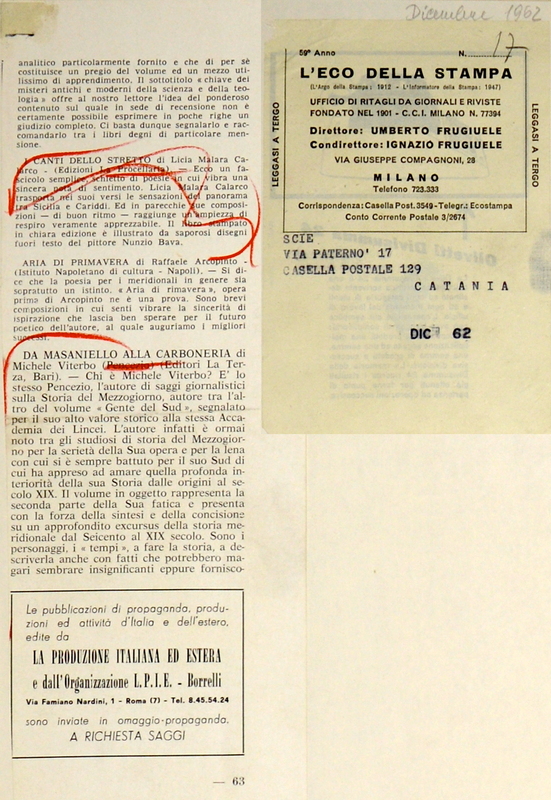 Dicembre 1962
analitico particolarmente fornito e che di per sè
costituisce un pregio del volume ed un mezzo uti-
lissimo di apprendimento. Il sottotitolo « chiave dei
misteri antichi e moderni della scienza e della teo-
logia » offre al nostro lettore l'idea del ponderoso
contenuto sul quale in sede di recensione non è
certamente possibile esprimere in poche righe un
giudizio completo. Ci basta dunque segnalarlo e rac-
comandarlo tra i libri degni di particolare men-
sione.
CANTI DELLO STRETTO di Licia Malara Ca-
larco - (Edizioni La Procellaria). — Ecco un fa-
scicolo semplice, schietto di poesie in cui vibra una
sincera nota di sentimento. Licia Malara Calarco
trasporta nei suoi versi le sensazioni panorama
tra Sicilia e Cariddi. Ed in parecchie composi-
zioni — di buon ritmo — raggiunge un'ampiezza di
respiro veramente apprezzabile. Il libro stampato
in chiara edizione è illustrato da saporosi disegni
fuori testo del pittore Nunzio Bava.
ARIA DI PRIMAVERA di Raffaele Arcopinto -
(Istituto Napoletano di cultura - Napoli). — Si di-
ce che la poesia per i meridionali in genere sia
sopratutto un istinto. « Aria di rimavera », opera
prima di Arcopinto ne è una prova. Sono brevi
composizioni in cui senti vibrare la sincerità di
ispirazione che lascia ben sperare per il futuro
poetico dell'autore, al quale auguriamo i migliori
successi.
DA MASANIELLO ALLA CARBONERIA di
Michele Viterbo (Pencezio) (Editori La Ter-
za, Bari). — Chi è Michele Viterbo? E' lo
stesso Pencezio, l'autore di saggi giornalistici
sulla Storia del Mezzogiorno, autore tra l'al-
tro del volume « Gente del Sud », segnalato
per il suo alto valore storico alla stessa Acca-
demia dei Lincei. L'autore infatti è ormai
noto tra gli studiosi di storia del Mezzogior-
no per la serietà della Sua opera e per la lena
con cui si è sempre battuto per il suo Sud di
cui ha appreso ad amare quella profonda in-
teriorità della sua Storia dalle origini al se-
colo XIX. Il volume in oggetto rappresenta la
seconda parte della Sua fatica e presenta
con la forza della sintesi e della concisione
su un approfondito excursus della storia me-
ridionale dal Seicento al XIX secolo. Sono i
personaggi, i « tempi », a fare la storia, a de-
scriverla anche con fatti che potrebbero ma-
gari sembrare insignificanti eppure fornisco-
Le pubblicazioni di propaganda, produ-
zioni ed attività d'Italia e dell'estero,
edite da
LA PRODUZIONE ITALIANA ED ESTERA
e dall'Organizzazione L.P.I.E. - Borrelli
Via Famiano Nardini, 1 - Roma (7) - Tel. 8.45.54.24
sono inviate in omaggio-propaganda.
A RICHIESTA SAGGI
— 63
59° Anno N. 17
L'ECO DELLA STAMPA
(L'Argo della Stampa: 1912 - L'Informatore della Stampa: 1947)
UFFICIO DI RITAGLI DA GIORNALI E RIVISTE
FONDATO NEL 1901 - C.C.I. MILANO N. 77394
Direttore: UMBERTO FRUGIUELE
Condirettore: IGNAZIO FRUGIUELE
VIA GIUSEPPE COMPAGNONI, 28
MILANO
Telefono 723.333
Corrispondenza: Casella Post. 3549 - Telegr.: Ecostampa
Conto Corrente Postale 3/2674
LEGGASI A TERGO
LEGGASI A TERGO
SCIE
VIA PATERNO' 17
CASELLA POSTALE 129
CATANIA
DIC 62